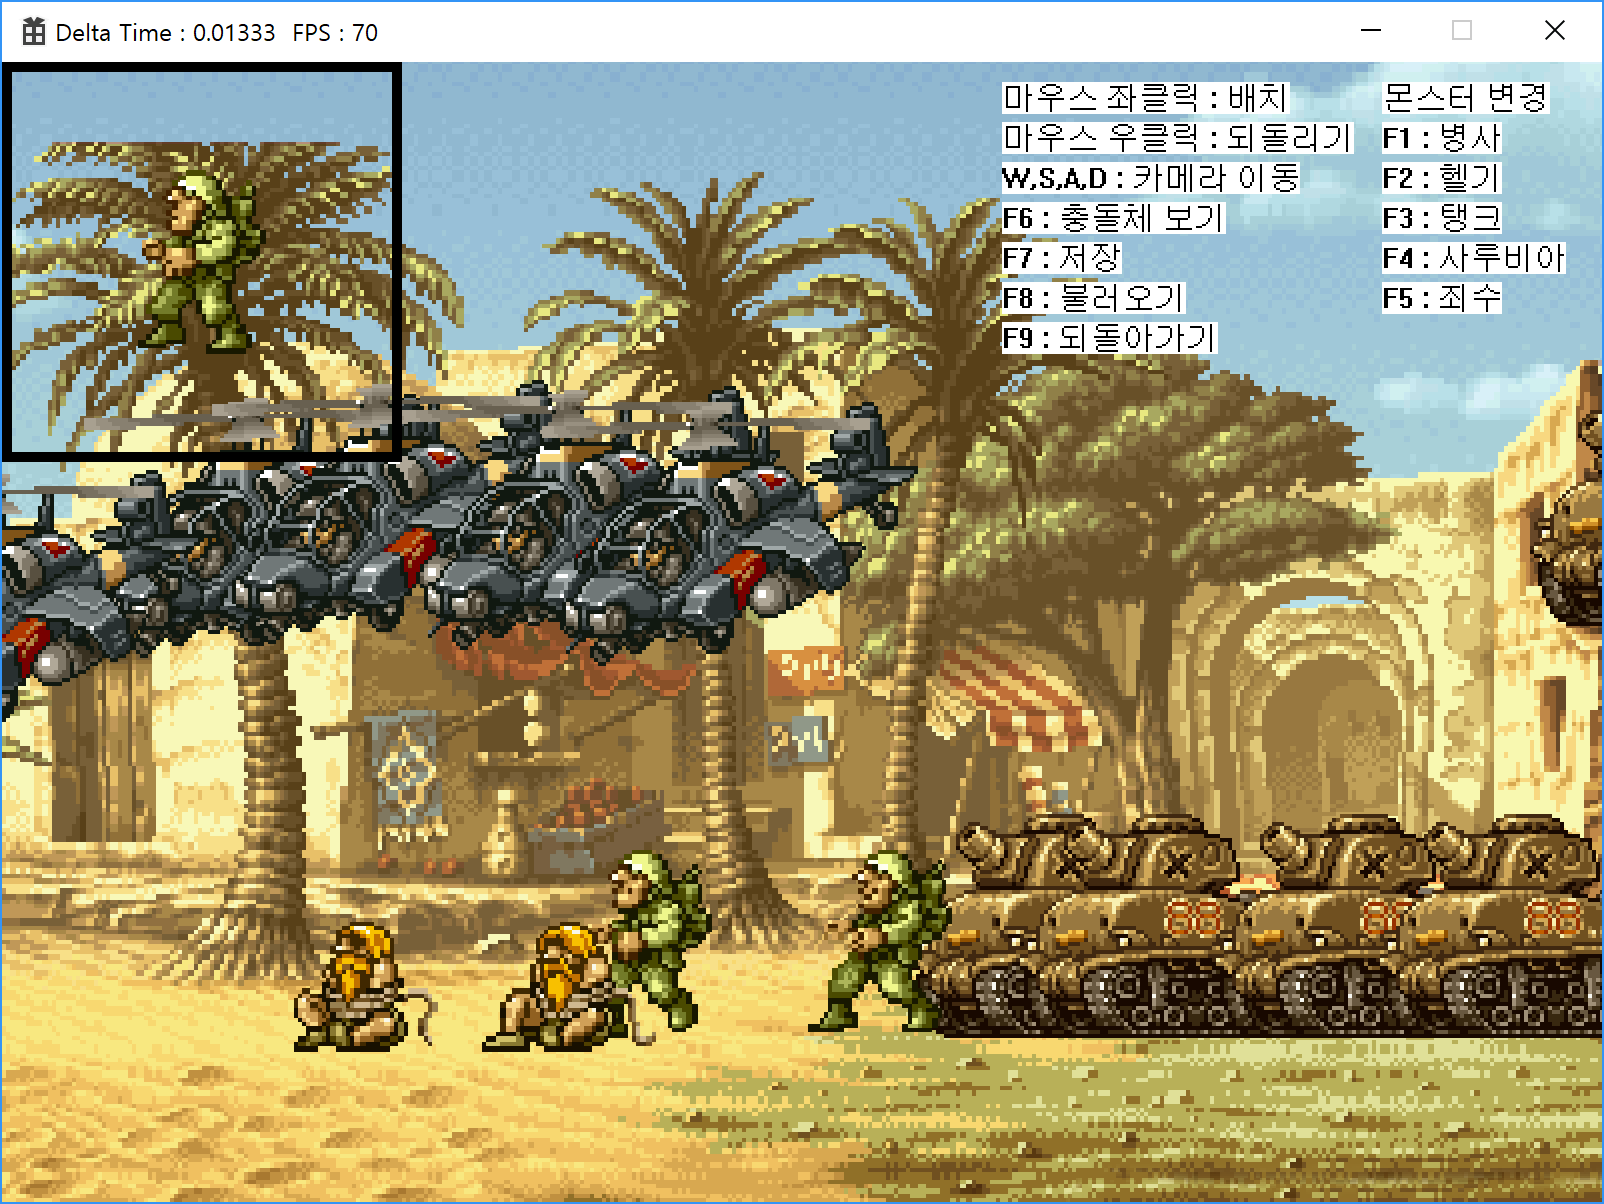 Delta Time : 0.01333 FPS : 70
마우스 좌클릭 : 배치
마우스 우클릭 : 되돌리기
W,S,A,D : 카메라 이동
F6 : 충돌체 보기
F7 : 저장
F8 : 불러오기
F9 : 되돌아가기
몬스터 변경
F1 : 병사
F2 : 헬기
F3 : 탱크
F4 : 사루비아
F5 : 죄수
88
88
88